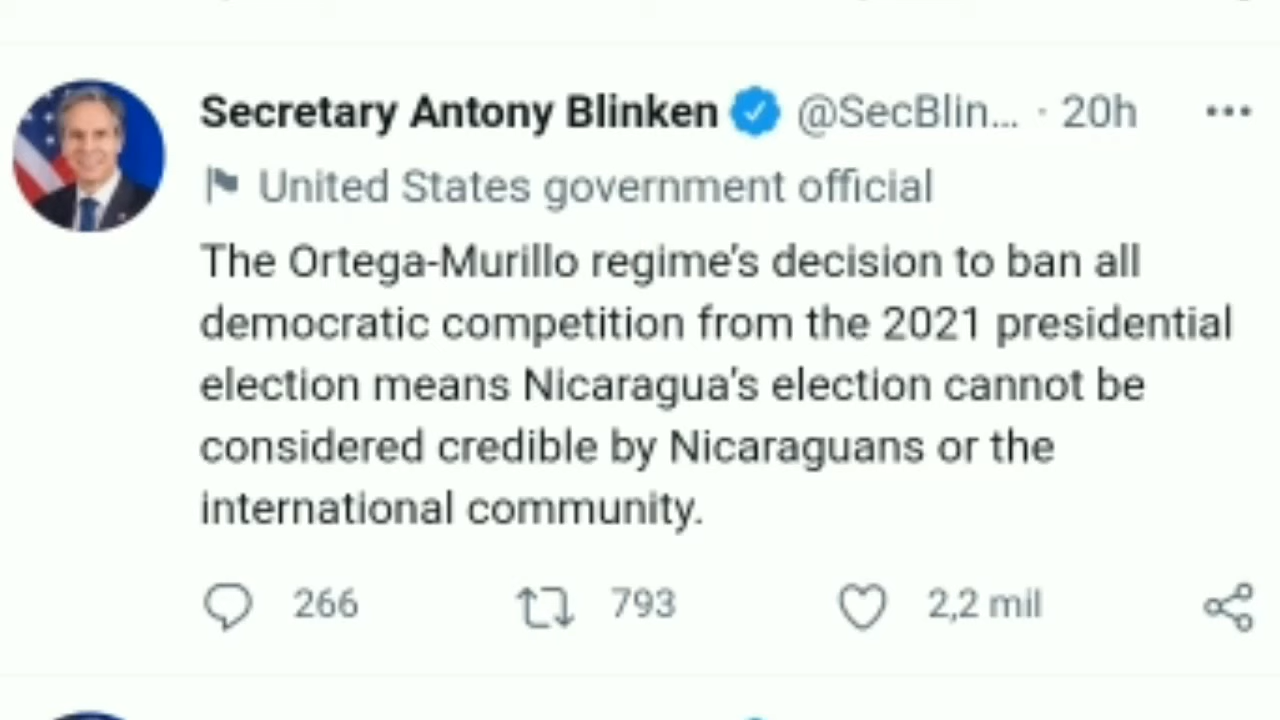 Secretary Antony Blinken @SecBlin... · 20h
United States government official
The Ortega-Murillo regime's decision to ban all
democratic competition from the 2021 presidential
election means Nicaragua's election cannot be
considered credible by Nicaraguans or the
international community.
266 793 2,2 mil